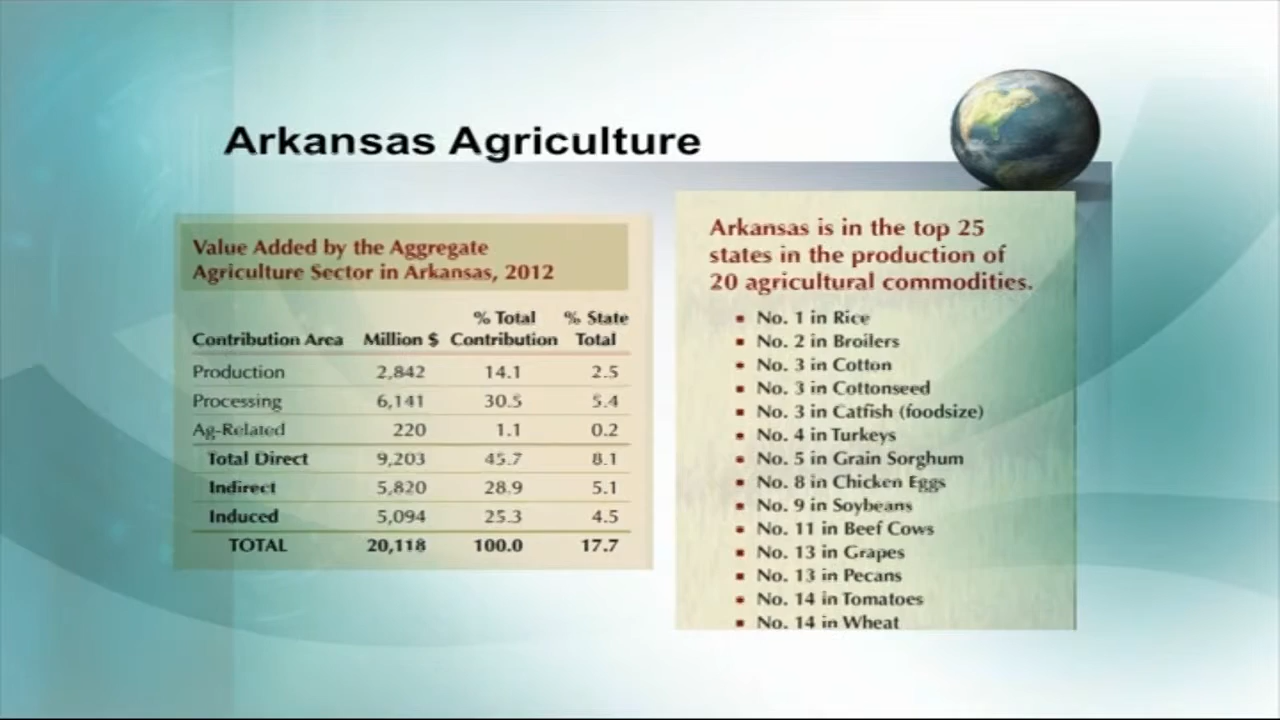 Arkansas Agriculture
Value Added by the Aggregate
Agriculture Sector in Arkansas, 2012
% Total % State
Contribution Area Million $ Contribution Total
Production 2,842 14.1 2.5
Processing 6,141 30.5 5.4
Ag-Related 220 1.1 0.2
Total Direct 9,203 45.7 8.1
Indirect 5,820 28.9 5.1
Induced 5,094 25.3 4.5
TOTAL 20,118 100.0 17.7
Arkansas is in the top 25
states in the production of
20 agricultural commodities.
▪ No. 1 in Rice
▪ No. 2 in Broilers
▪ No. 3 in Cotton
▪ No. 3 in Cottonseed
▪ No. 3 in Catfish (foodsize)
▪ No. 4 in Turkeys
▪ No. 5 in Grain Sorghum
▪ No. 8 in Chicken Eggs
▪ No. 9 in Soybeans
▪ No. 11 in Beef Cows
▪ No. 13 in Grapes
▪ No. 13 in Pecans
▪ No. 14 in Tomatoes
▪ No. 14 in Wheat